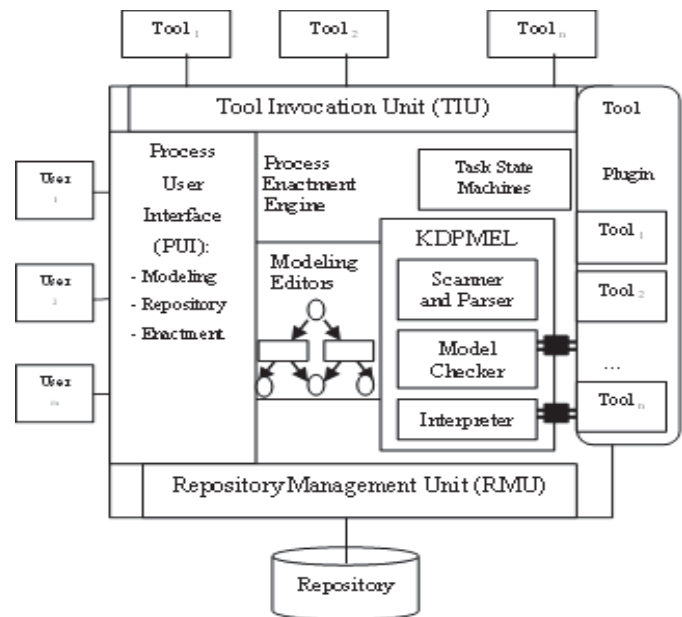 Tool 1
Tool 2
Tool n
Tool Invocation Unit (TIU)
Tool
Plugin
Tool 1
Tool 2
...
Tool n
User 1
User 2
User m
Process
User
Interface
(PUI):
- Modeling
- Repository
- Enactment
Process
Enactment
Engine
Task State
Machines
Modeling
Editors
KDPMEL
Scanner
and Parser
Model
Checker
Interpreter
Repository Management Unit (RMU)
Repository